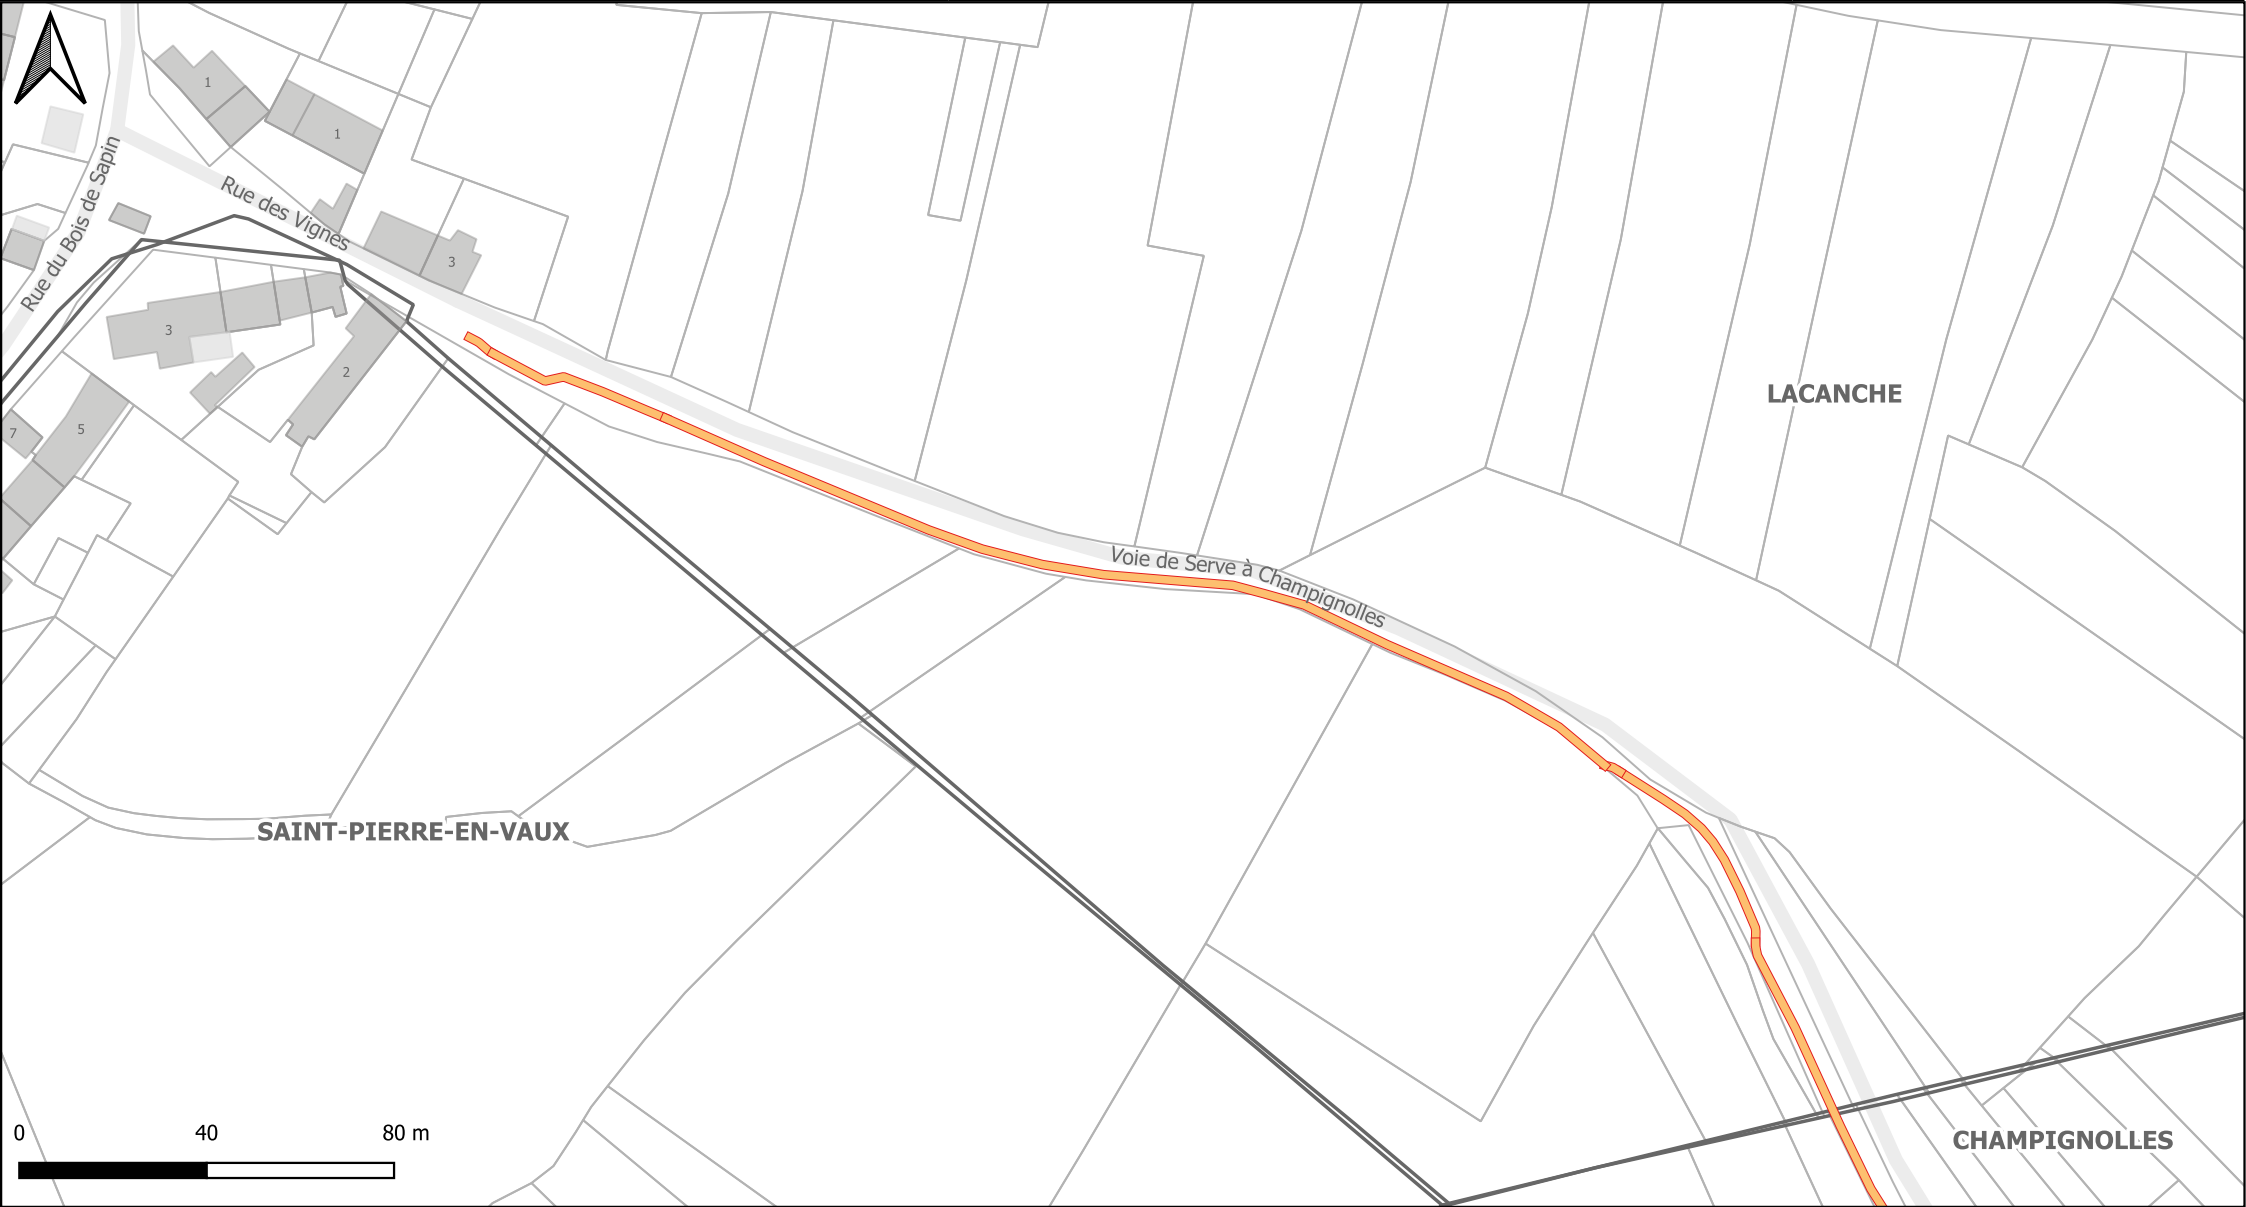 1
1
Rue du Bois de Sapin
Rue des Vignes
3
3
2
7
5
LACANCHE
Voie de Serve à Champignolles
SAINT-PIERRE-EN-VAUX
0 40 80 m
CHAMPIGNOLLES